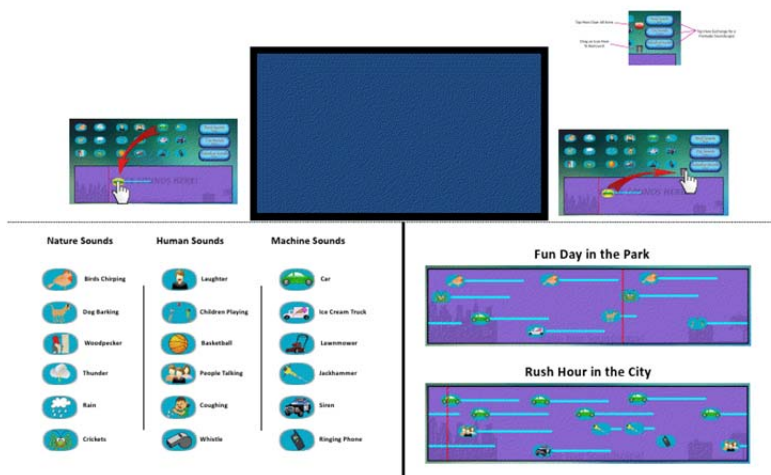 Nature Sounds
Human Sounds
Machine Sounds
Birds Chirping
Laughter
Car
Dog Barking
Children Playing
Ice Cream Truck
Woodpecker
Basketball
Lawnmower
Thunder
People Talking
Jackhammer
Rain
Coughing
Siren
Crickets
Whistle
Ringing Phone
Fun Day in the Park
Rush Hour in the City